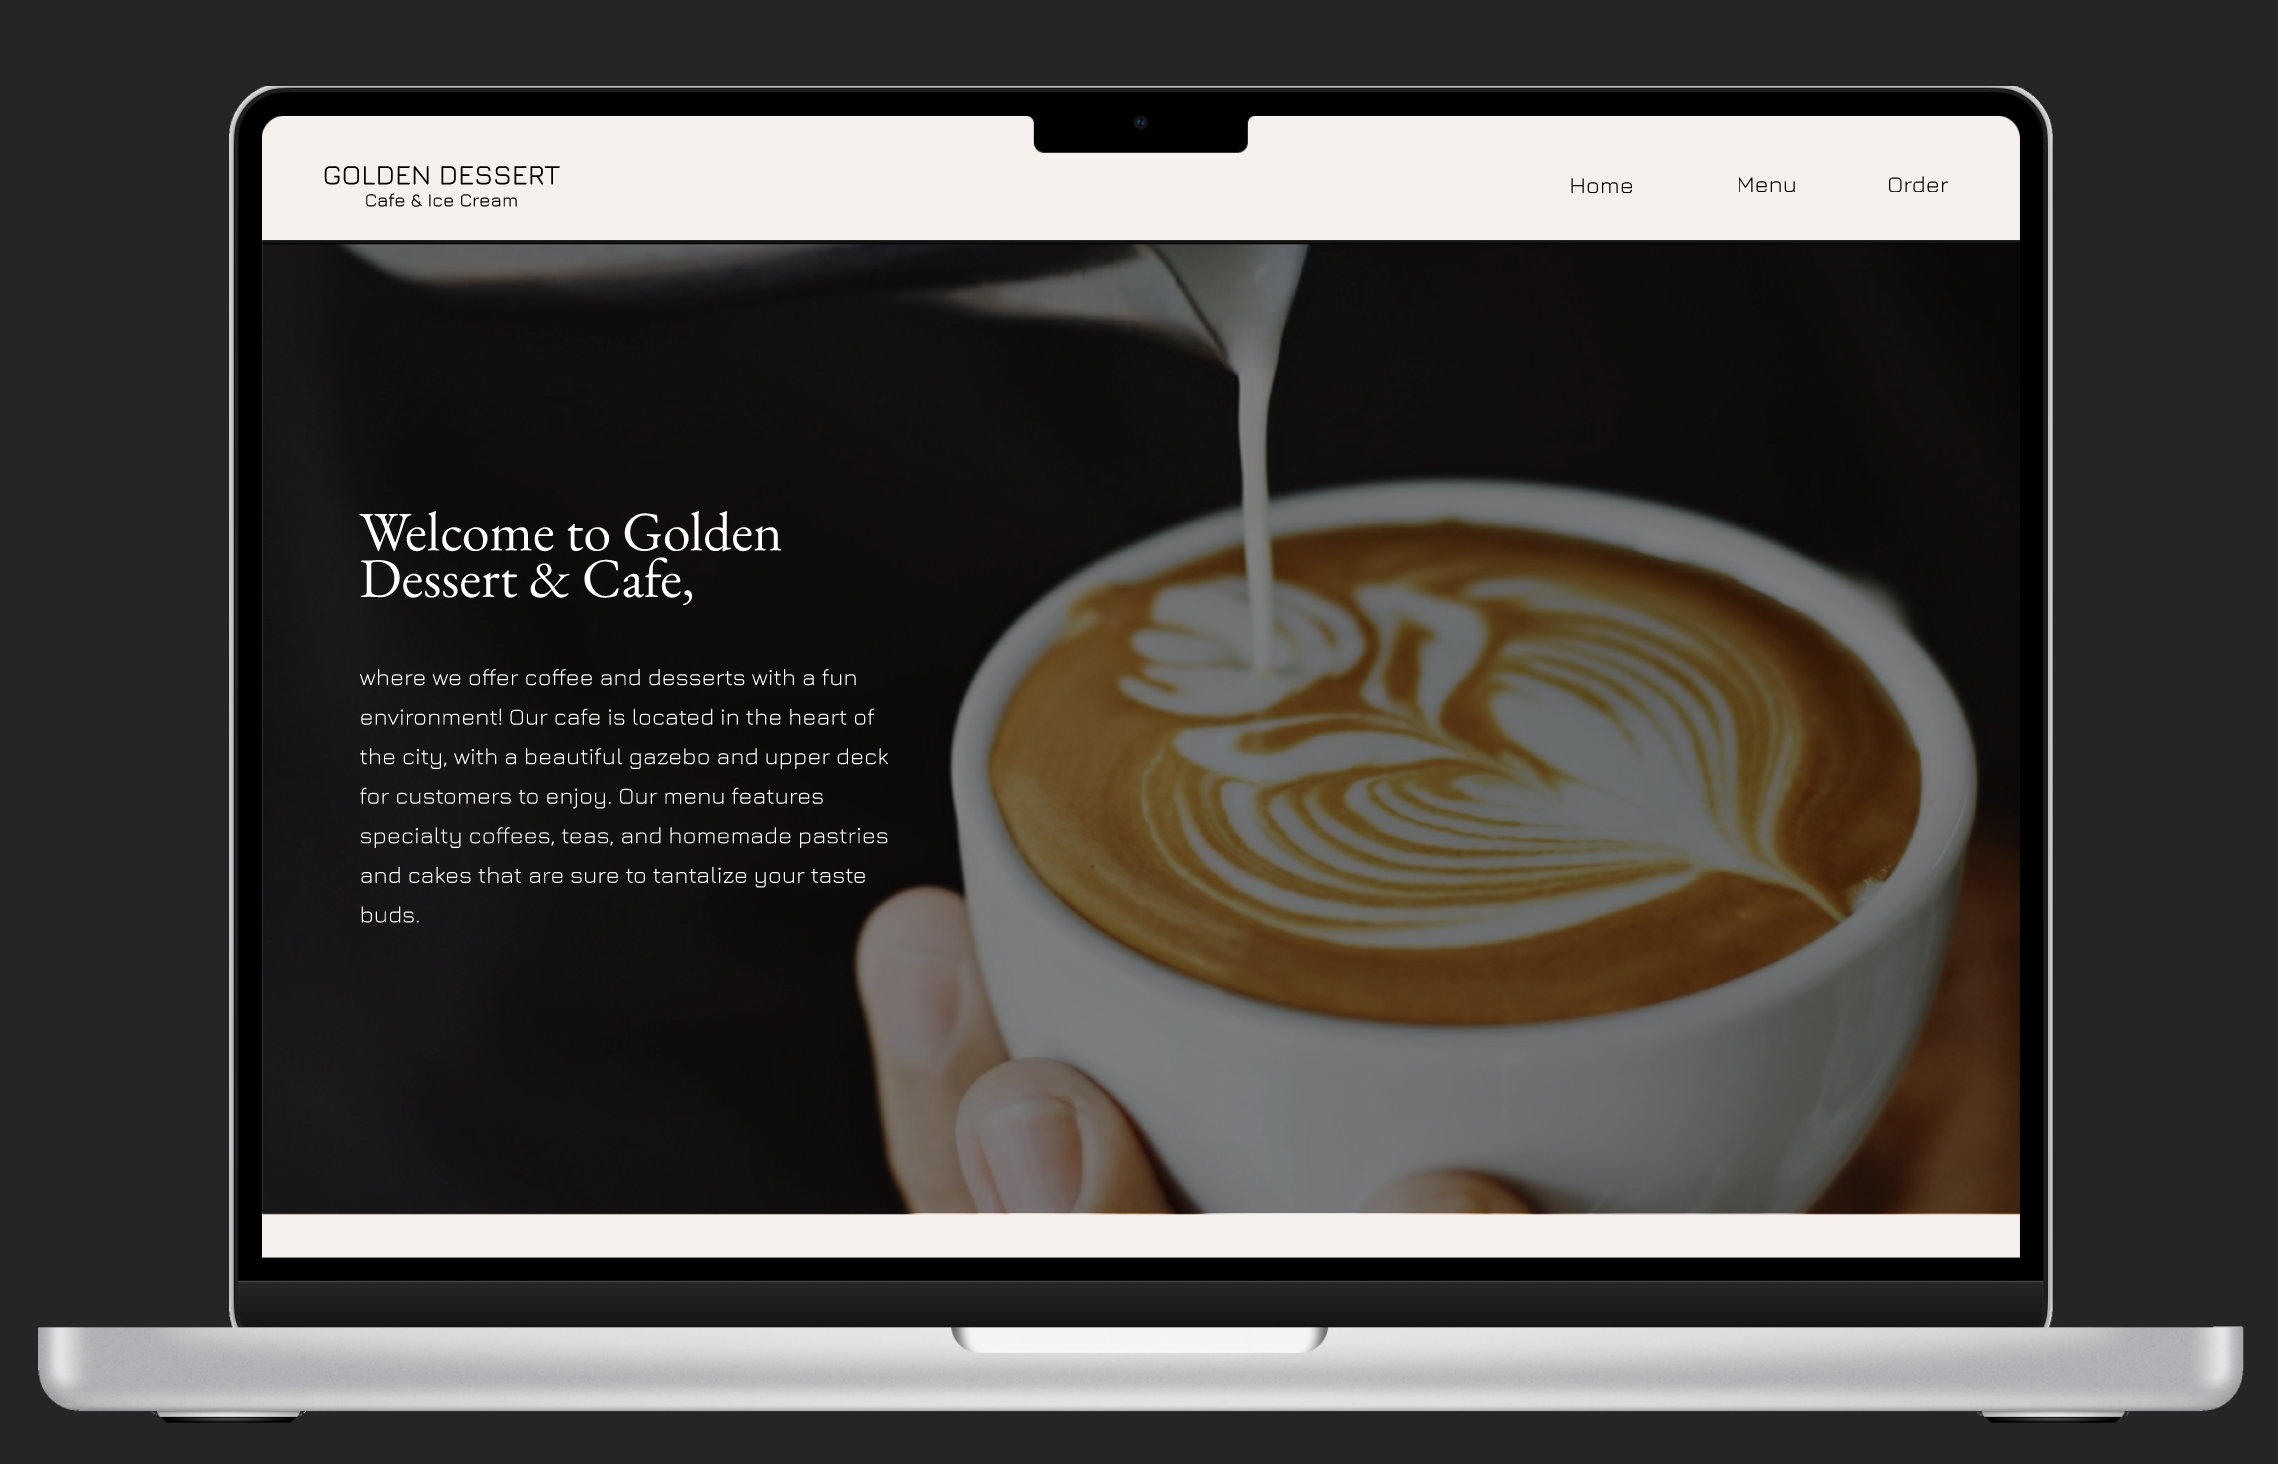 GOLDEN DESSERT
Cafe & Ice Cream
Home
Menu
Order
Welcome to Golden
Dessert & Cafe,
where we offer coffee and desserts with a fun
environment! Our cafe is located in the heart of
the city, with a beautiful gazebo and upper deck
for customers to enjoy. Our menu features
specialty coffees, teas, and homemade pastries
and cakes that are sure to tantalize your taste
buds.